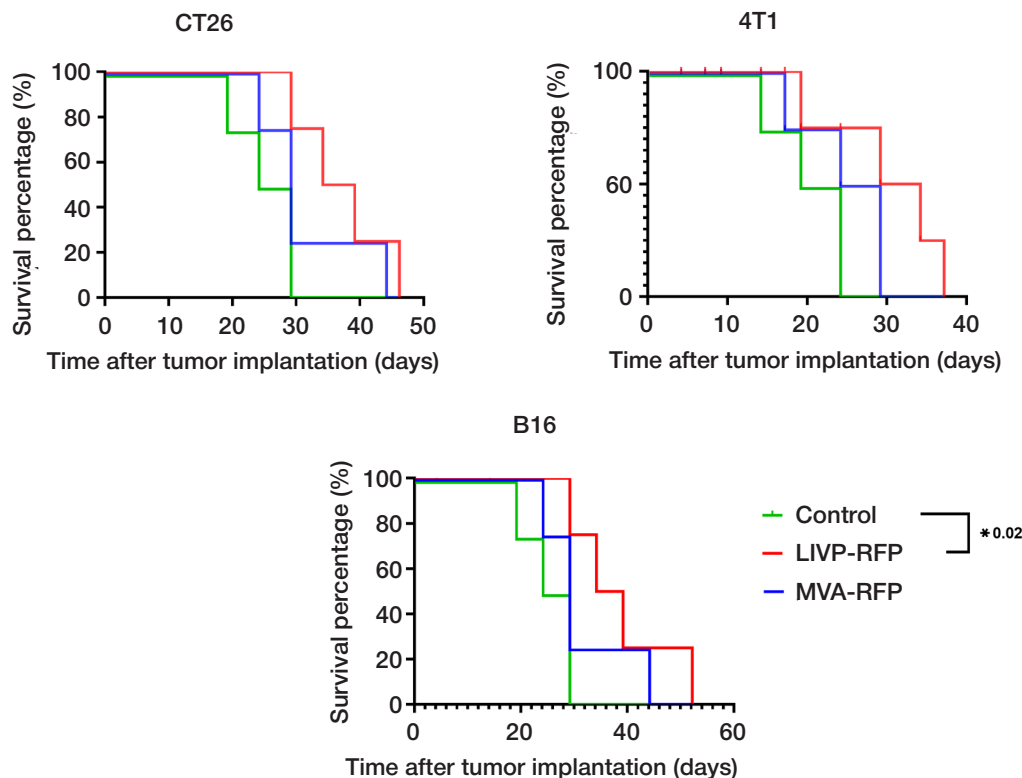 CT26
Survival percentage (%)
100
80
60
40
20
0
0 10 20 30 40 50
Time after tumor implantation (days)
4T1
Survival percentage (%)
100
60
0
0 10 20 30 40
Time after tumor implantation (days)
B16
Survival percentage (%)
100
80
60
40
20
0
0 20 40 60
Time after tumor implantation (days)
Control
LIVP-RFP
MVA-RFP
* 0.02